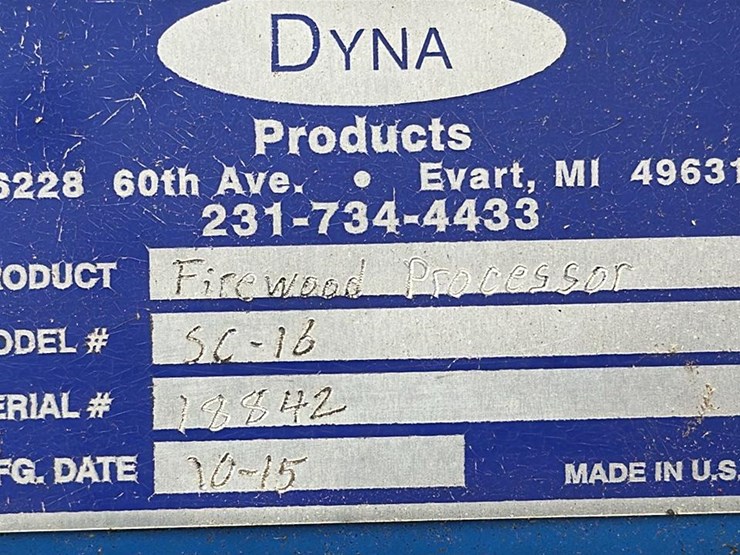 DYNA
Products
6228 60th Ave. • Evart, MI 49631
231-734-4433
RODUCT Firewood Processor
ODEL # SC-16
ERIAL # 18842
FG. DATE 10-15
MADE IN U.S.